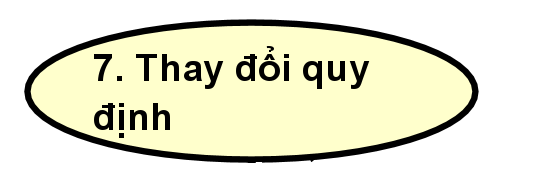 7. Thay đổi quy
định